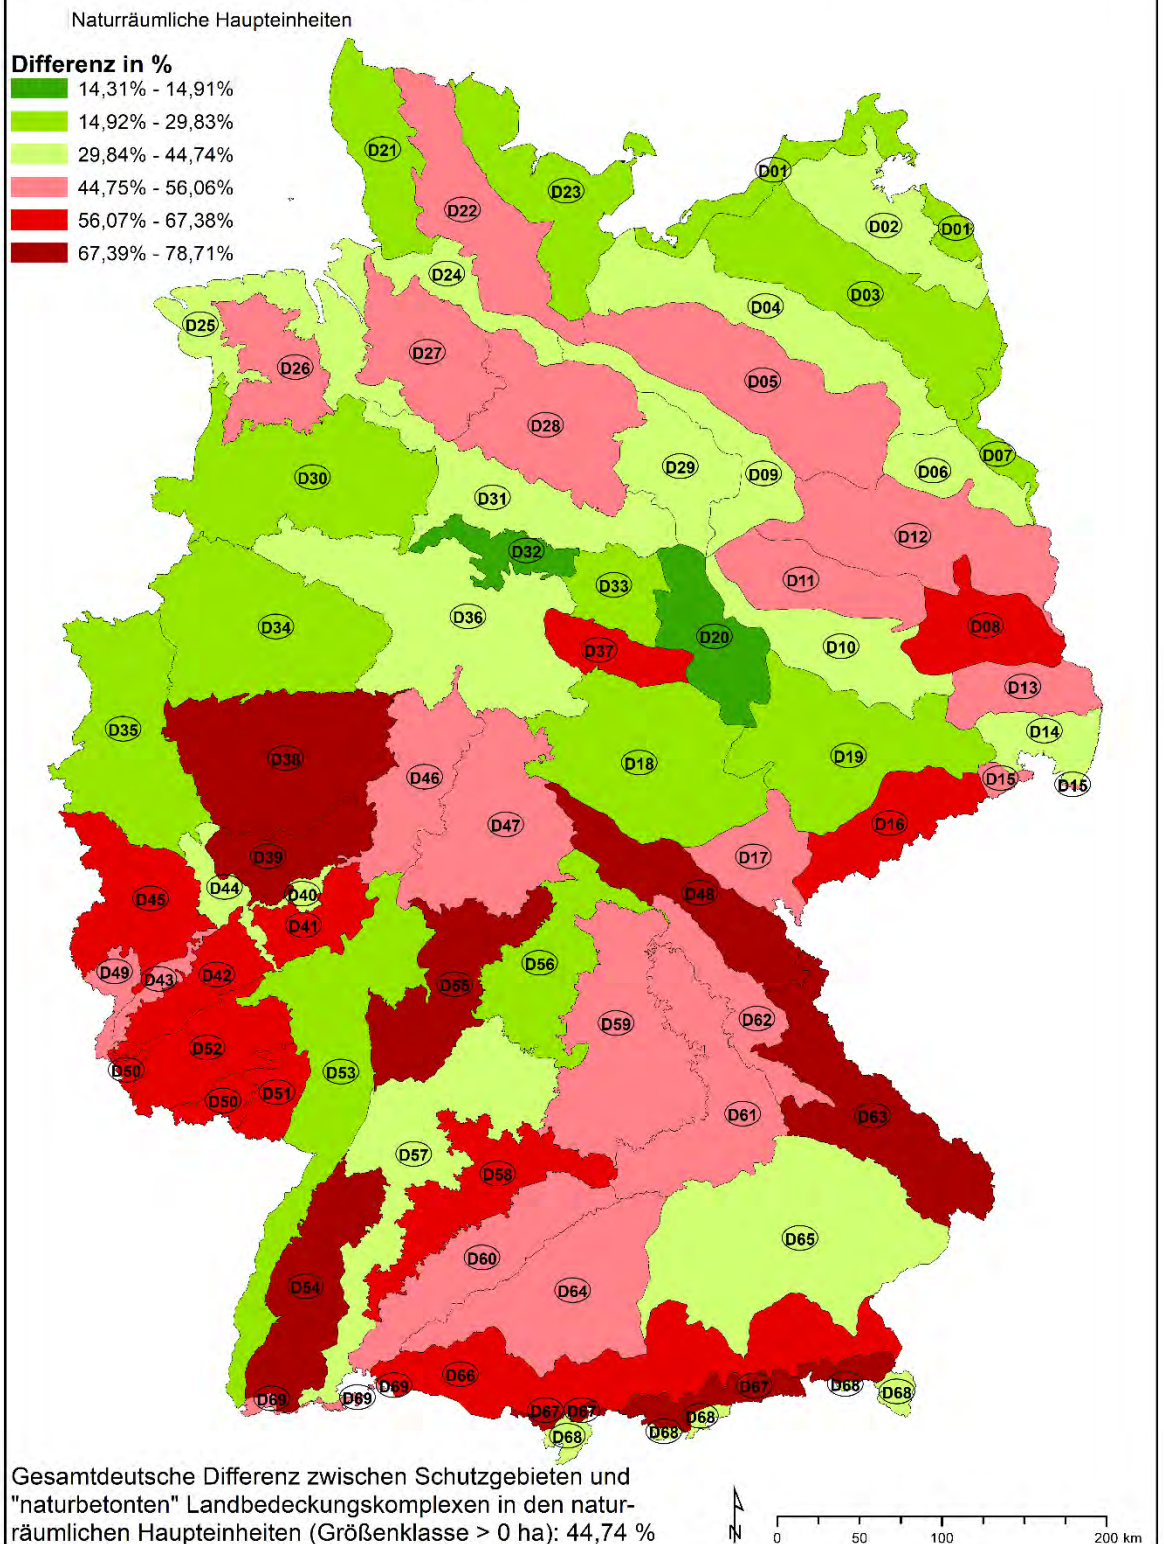 Naturräumliche Haupteinheiten
Differenz in %
14,31% - 14,91%
14,92% - 29,83%
29,84% - 44,74%
44,75% - 56,06%
56,07% - 67,38%
67,39% - 78,71%
D21
D01
D23
D22
D02
D01
D24
D03
D04
D25
D27
D26
D05
D28
D07
D29
D09
D06
D30
D31
D12
D32
D11
D33
D36
D34
D20
D08
D10
D37
D13
D35
D14
D38
D19
D18
D46
D15
D15
D47
D16
D39
D17
D44
D40
D48
D45
D41
D56
D49
D43
D42
D55
D59
D62
D52
D50
D53
D51
D50
D61
D63
D57
D58
D65
D60
D54
D64
D66
D69
D67
D68
D68
D69
D69
D67
D67
D68
D68
D68
Gesamtdeutsche Differenz zwischen Schutzgebieten und
"naturbetonten" Landbedeckungskomplexen in den natur-
räumlichen Haupteinheiten (Größenklasse > 0 ha): 44,74 %
N
0 50 100 200 km